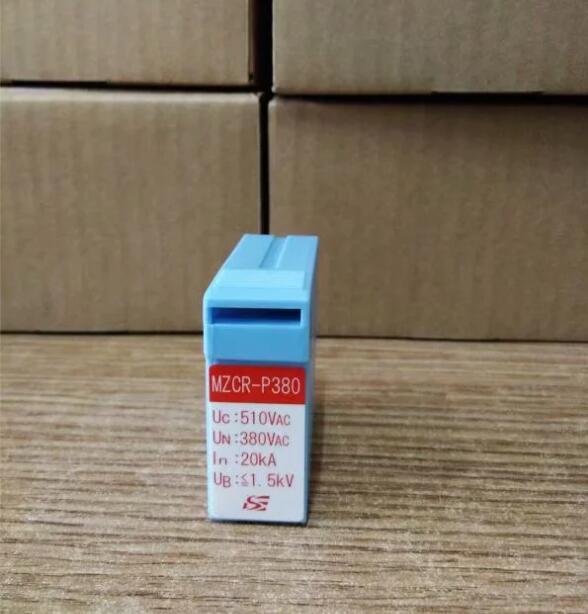 MZCR-P380
Uc:510VAC
UN:380VAC
In:20kA
UB:≦1.5kV